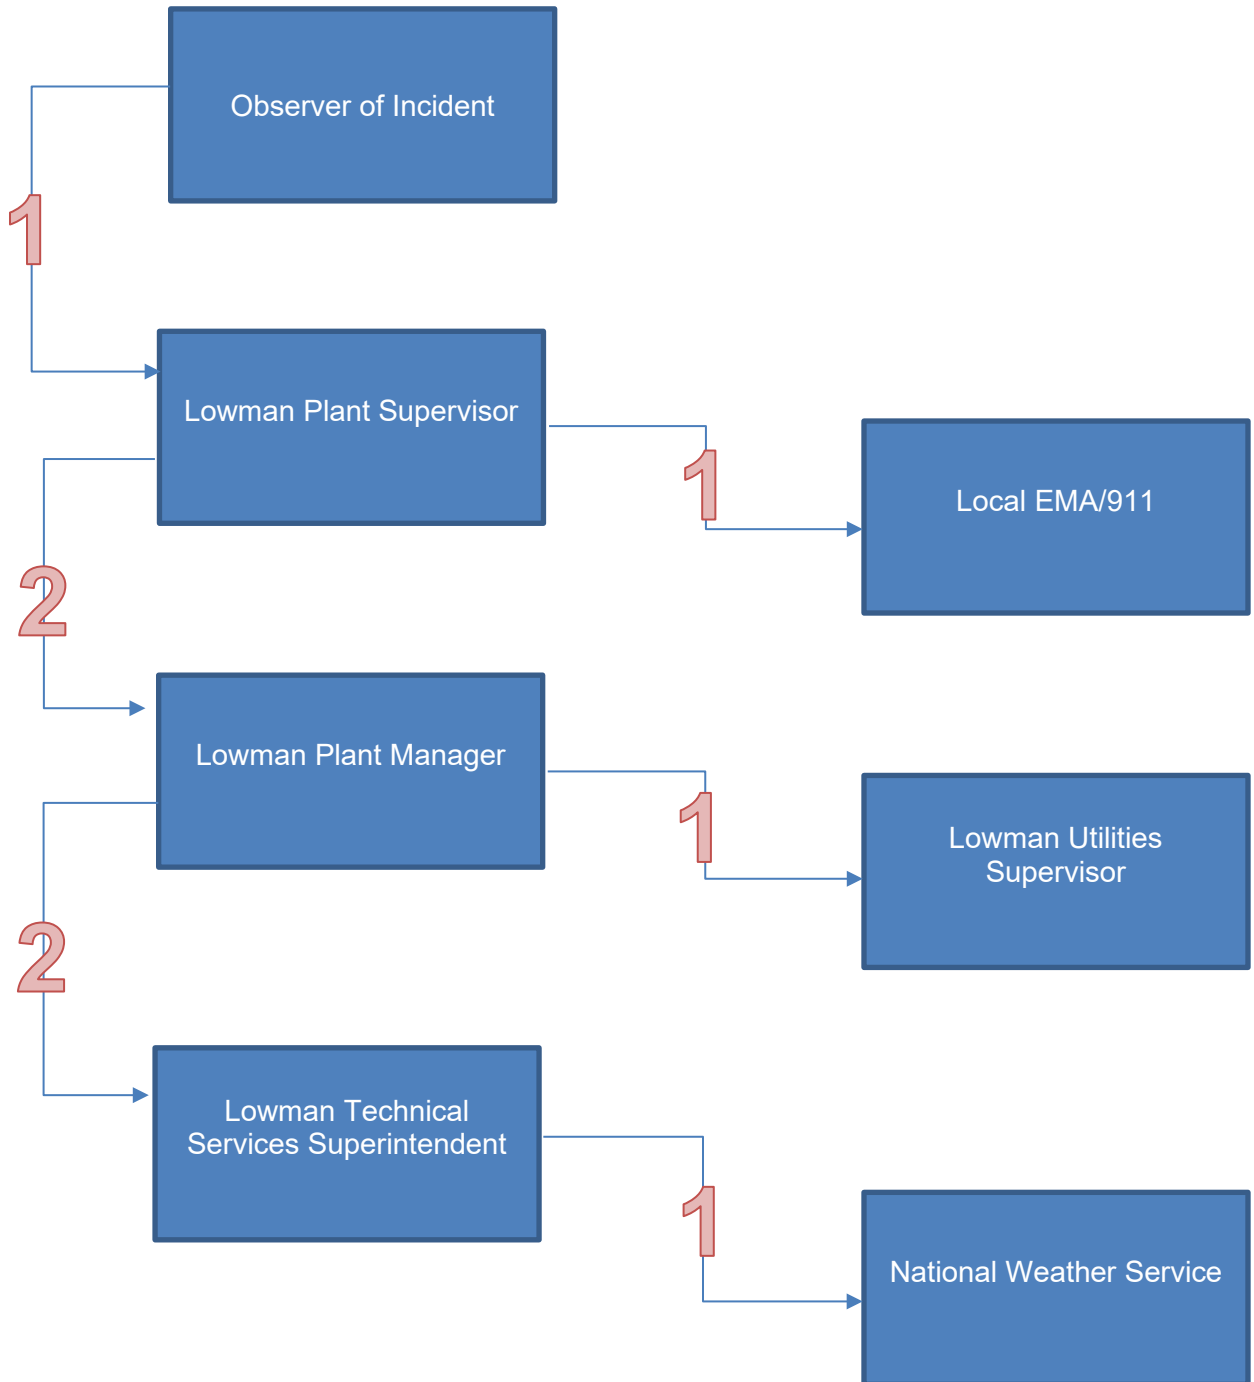 Observer of Incident
1
Lowman Plant Supervisor
1
Local EMA/911
2
Lowman Plant Manager
1
Lowman Utilities
Supervisor
2
Lowman Technical
Services Superintendent
1
National Weather Service